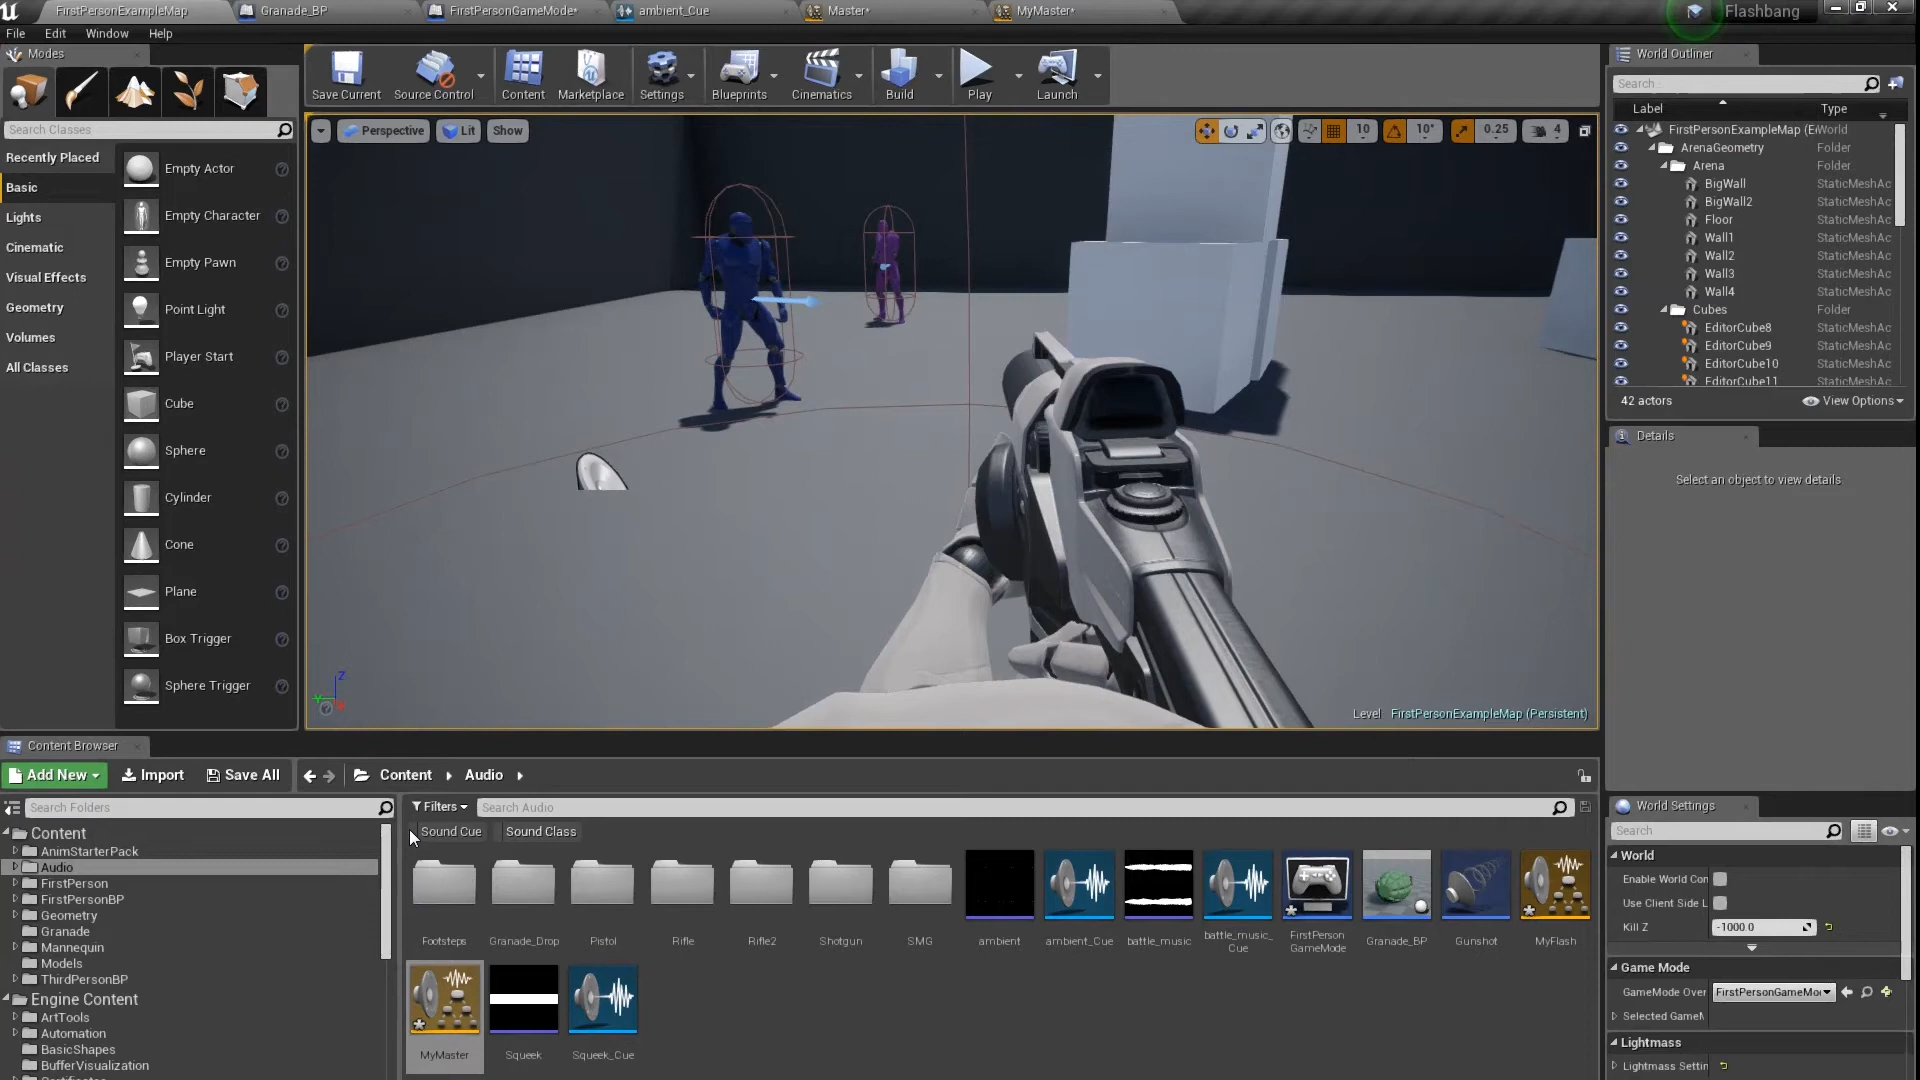 FirstPersonExampleMap
Granade_BP
FirstPersonGameMode*
ambient_Cue
Master*
MyMaster*
Flashbang
File
Edit
Window
Help
Modes
Search Classes
Recently Placed
Basic
Lights
Cinematic
Visual Effects
Geometry
Volumes
All Classes
Empty Actor
Empty Character
Empty Pawn
Point Light
Player Start
Cube
Sphere
Cylinder
Cone
Plane
Box Trigger
Sphere Trigger
Save Current
Source Control
Content
Marketplace
Settings
Blueprints
Cinematics
Build
Play
Launch
Perspective
Lit
Show
10
10°
0.25
4
Z
Y
Level: FirstPersonExampleMap (Persistent)
World Outliner
Search...
Label
Type
FirstPersonExampleMap (E
World
ArenaGeometry
Folder
Arena
Folder
BigWall
StaticMeshAc
BigWall2
StaticMeshAc
Floor
StaticMeshAc
Wall1
StaticMeshAc
Wall2
StaticMeshAc
Wall3
StaticMeshAc
Wall4
StaticMeshAc
Cubes
Folder
EditorCube8
StaticMeshAc
EditorCube9
StaticMeshAc
EditorCube10
StaticMeshAc
EditorCube11
StaticMeshAc
42 actors
View Options
Details
Select an object to view details.
Content Browser
Add New
Import
Save All
Content
Audio
Search Folders
Content
AnimStarterPack
Audio
FirstPerson
FirstPersonBP
Geometry
Granade
Mannequin
Models
ThirdPersonBP
Engine Content
ArtTools
Automation
BasicShapes
BufferVisualization
Filters
Search Audio
Sound Cue
Sound Class
Footsteps
Granade_Drop
Pistol
Rifle
Rifle2
Shotgun
SMG
ambient
ambient_Cue
battle_music
battle_music_
Cue
FirstPerson
GameMode
Granade_BP
Gunshot
MyFlash
MyMaster
Squeek
Squeek_Cue
World Settings
Search
World
Enable World Con
Use Client Side L
Kill Z
-1000.0
Game Mode
GameMode Over
FirstPersonGameMo
Selected GameM
Lightmass
Lightmass Settin